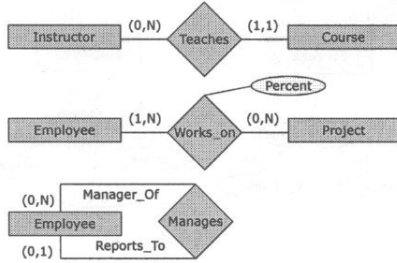 (0,N) (1,1)
Instructor Teaches Course
Percent
(1,N) (0,N)
Employee Works_on Project
(0,N) Manager_Of
Employee Manages
(0,1) Reports_To